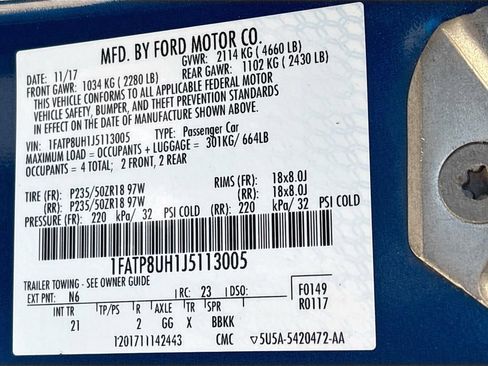 MFD. BY FORD MOTOR CO.
DATE: 11/17 GVWR: 2114 KG ( 4660 LB)
FRONT GAWR: 1034 KG ( 2280 LB) REAR GAWR: 1102 KG ( 2430 LB)
THIS VEHICLE CONFORMS TO ALL APPLICABLE FEDERAL MOTOR
VEHICLE SAFETY, BUMPER, AND THEFT PREVENTION STANDARDS
IN EFFECT ON THE DATE OF MANUFACTURE SHOWN ABOVE.
VIN: 1FATP8UH1J5113005 TYPE: Passenger Car
MAXIMUM LOAD = OCCUPANTS + LUGGAGE = 301KG/ 664LB
OCCUPANTS = 4 TOTAL; 2 FRONT, 2 REAR
TIRE (FR): P235/50ZR18 97W RIMS (FR): 18x8.0J
(RR): P235/50ZR18 97W (RR): 18x8.0J
PRESSURE (FR): 220 kPa/ 32 PSI COLD (RR): 220 kPa/ 32 PSI COLD
1FATP8UH1J5113005
TRAILER TOWING - SEE OWNER GUIDE
EXT PNT: N6 RC: 23 DSO: F0149
INT TR TP/PS R AXLE TR SPR R0117
21 2 GG X BBKK
1201711142443 CMC 5U5A-5420472-AA